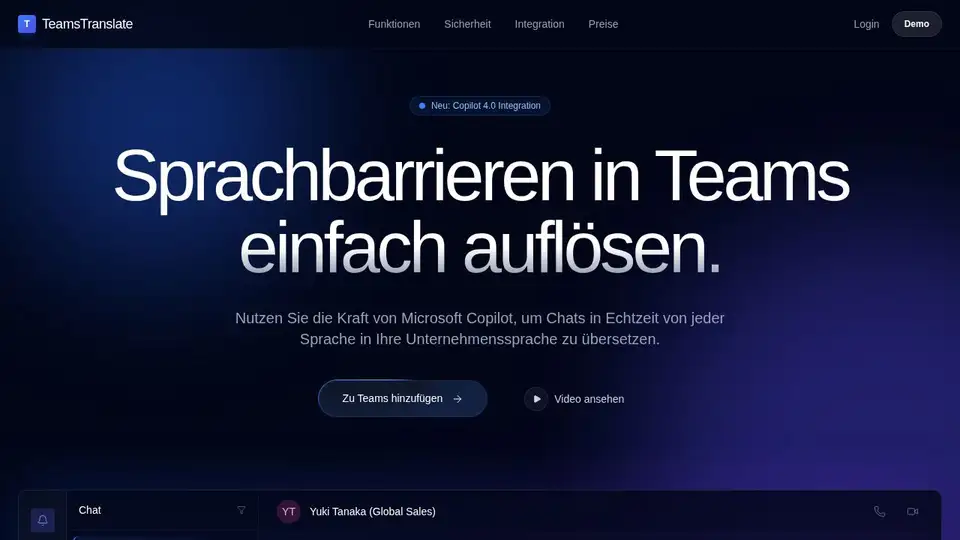 T TeamsTranslate
Funktionen Sicherheit Integration Preise
Login Demo
Neu: Copilot 4.0 Integration
Sprachbarrieren in Teams
einfach auflösen.
Nutzen Sie die Kraft von Microsoft Copilot, um Chats in Echtzeit von jeder
Sprache in Ihre Unternehmenssprache zu übersetzen.
Zu Teams hinzufügen
Video ansehen
Chat
YT Yuki Tanaka (Global Sales)